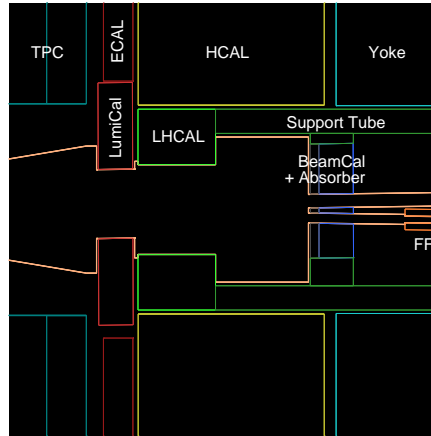 TPC
ECAL
HCAL
Yoke
LumiCal
LHCAL
Support Tube
BeamCal
+ Absorber
FF